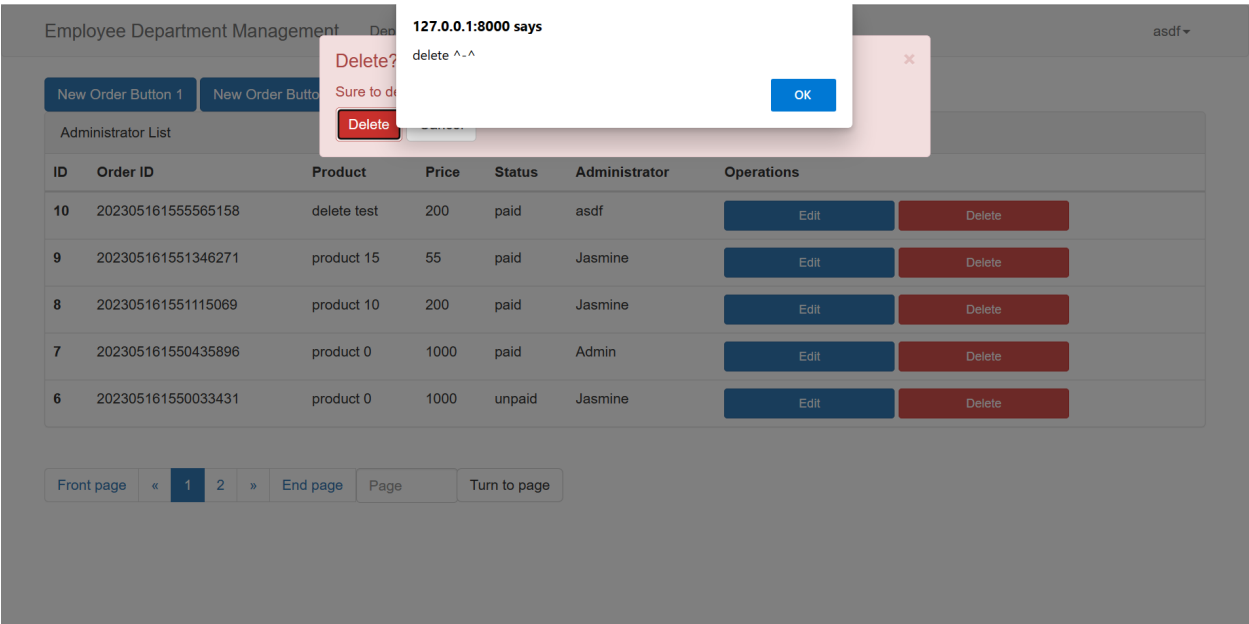 Employee Department Management
asdf
127.0.0.1:8000 says
delete ^-^
OK
Delete?
Sure to
×
Delete
New Order Button 1 New Order
Administrator List
ID Order ID Product Price Status Administrator Operations
10 202305161555565158 delete test 200 paid asdf Edit Delete
9 202305161551346271 product 15 55 paid Jasmine Edit Delete
8 202305161551115069 product 10 200 paid Jasmine Edit Delete
7 202305161550435896 product 0 1000 paid Admin Edit Delete
6 202305161550033431 product 0 1000 unpaid Jasmine Edit Delete
Front page « 1 2 » End page Page Turn to page